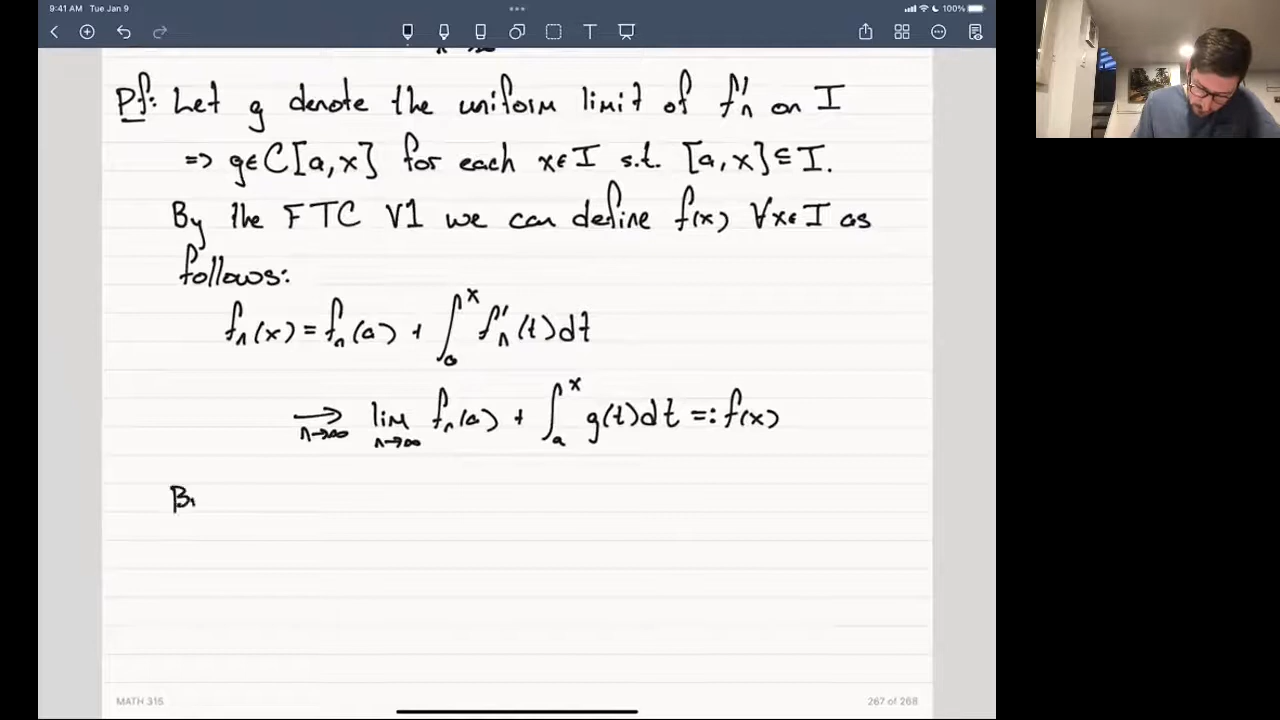 9:41 AM Tue Jan 9
100%
Pf: Let g denote the uniform limit of f'ₙ on I
=> g∈C[a,x] for each x∈I s.t. [a,x]⊆I.
By the FTC V1 we can define f(x) ∀x∈I as
follows:
fₙ(x) = fₙ(a) + ∫ₐˣ f'ₙ(t)dt
⟶ n→∞ lim n→∞ fₙ(a) + ∫ₐˣ g(t)dt =: f(x)
MATH 315
267 of 268